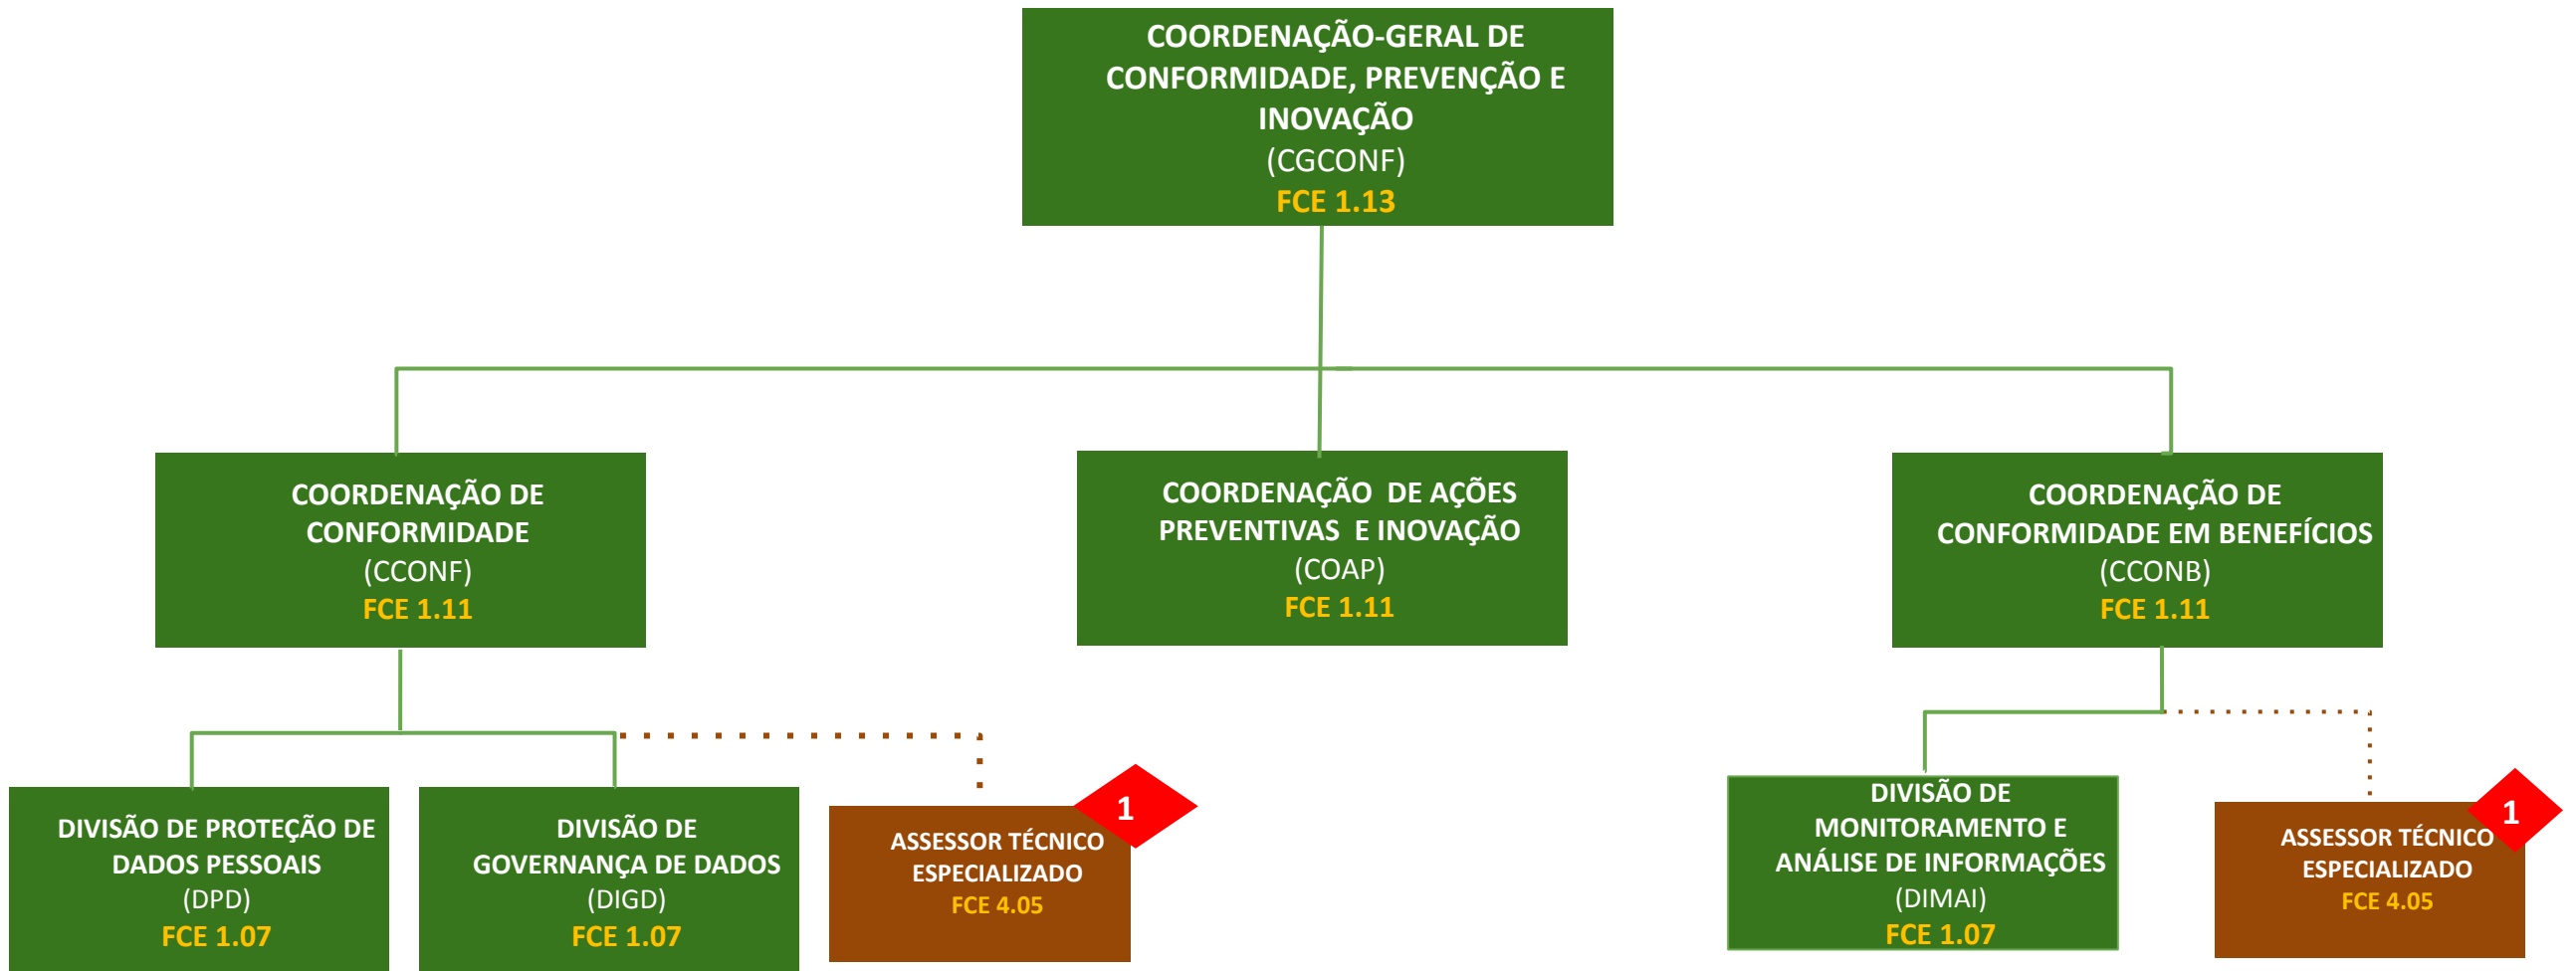 COORDENAÇÃO-GERAL DE
CONFORMIDADE, PREVENÇÃO E
INOVAÇÃO
(CGCONF)
FCE 1.13
COORDENAÇÃO DE
CONFORMIDADE
(CCONF)
FCE 1.11
COORDENAÇÃO DE AÇÕES
PREVENTIVAS E INOVAÇÃO
(COAP)
FCE 1.11
COORDENAÇÃO DE
CONFORMIDADE EM BENEFÍCIOS
(CCONB)
FCE 1.11
DIVISÃO DE PROTEÇÃO DE
DADOS PESSOAIS
(DPD)
FCE 1.07
DIVISÃO DE
GOVERNANÇA DE DADOS
(DIGD)
FCE 1.07
1
ASSESSOR TÉCNICO
ESPECIALIZADO
FCE 4.05
DIVISÃO DE
MONITORAMENTO E
ANÁLISE DE INFORMAÇÕES
(DIMAI)
FCE 1.07
1
ASSESSOR TÉCNICO
ESPECIALIZADO
FCE 4.05